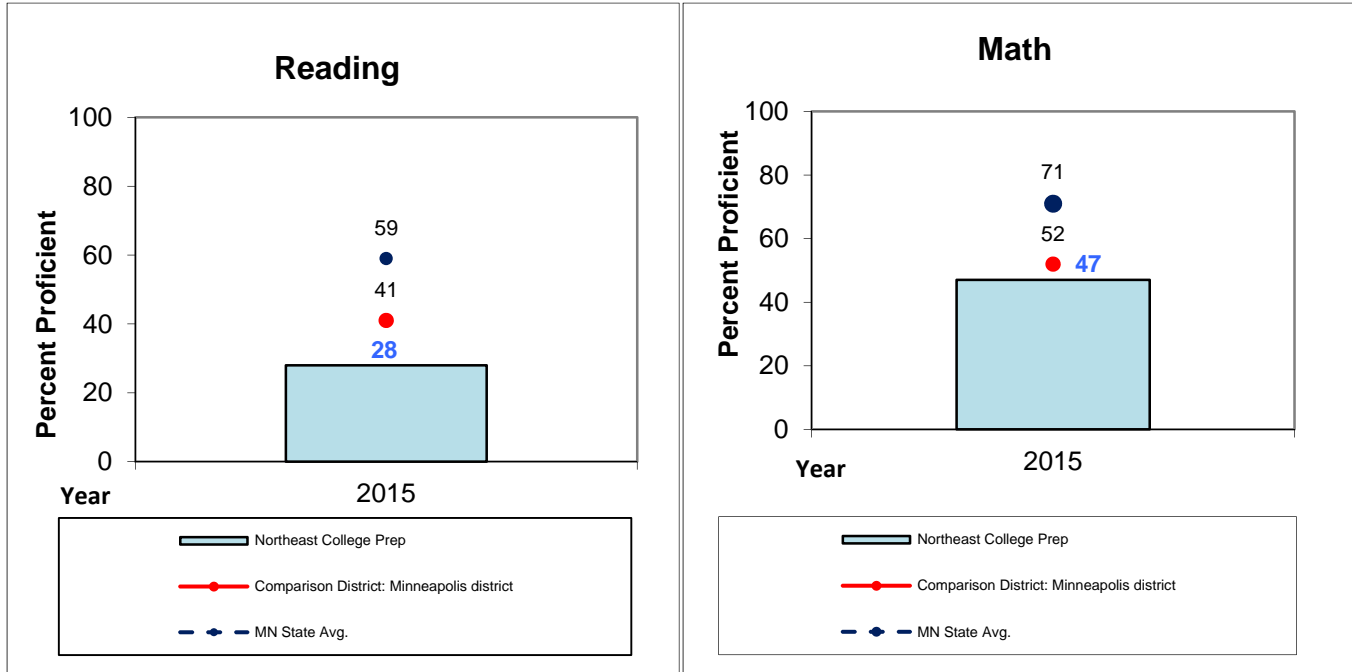 Reading
Percent Proficient
100
80
60
40
20
0
59
41
28
Year
2015
Northeast College Prep
Comparison District: Minneapolis district
MN State Avg.
Math
Percent Proficient
100
80
60
40
20
0
71
52
47
Year
2015
Northeast College Prep
Comparison District: Minneapolis district
MN State Avg.